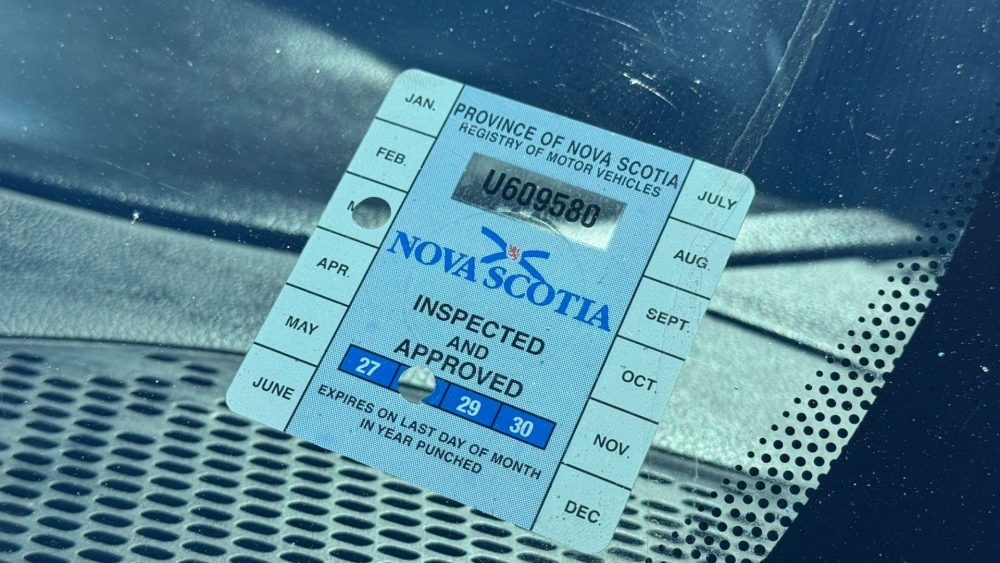 JAN.
FEB.
M
APR.
MAY
JUNE
PROVINCE OF NOVA SCOTIA
REGISTRY OF MOTOR VEHICLES
U609580
NOVA SCOTIA
INSPECTED
AND
APPROVED
27 29 30
EXPIRES ON LAST DAY OF MONTH
IN YEAR PUNCHED
JULY
AUG.
SEPT.
OCT.
NOV.
DEC.